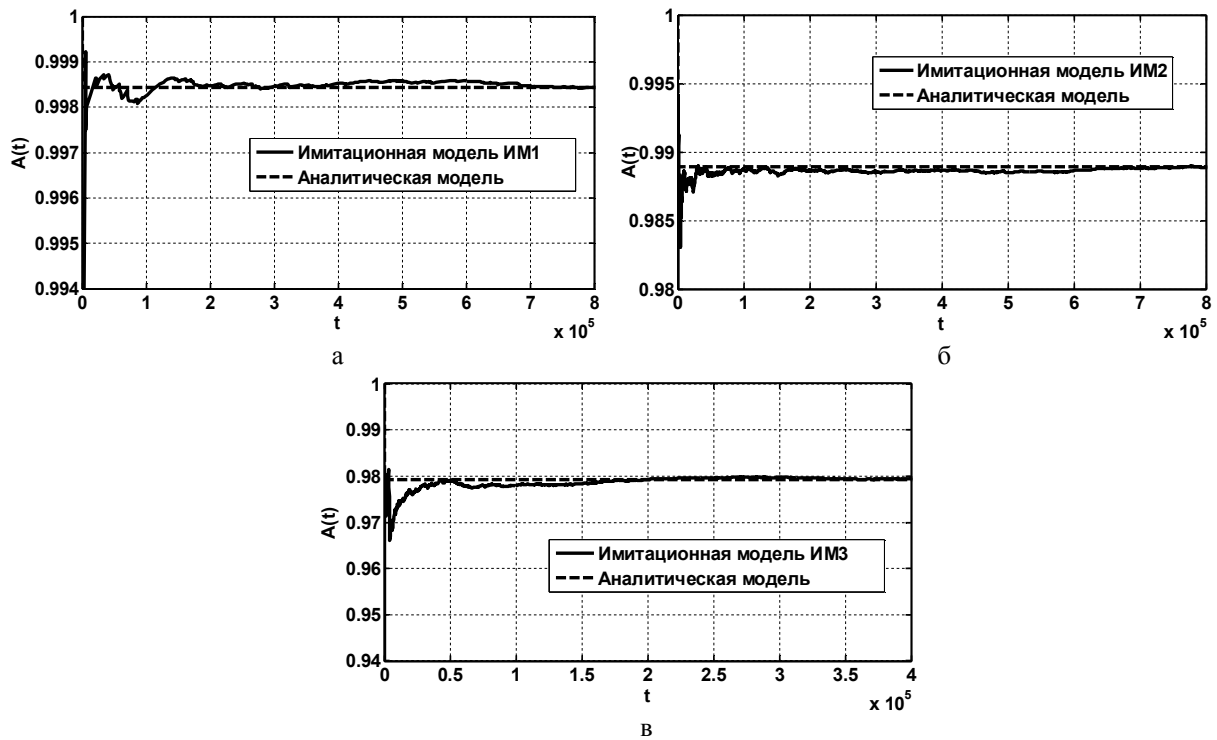 1
0.999
0.998
0.997
0.996
0.995
0.994
A(t)
Имитационная модель ИМ1
Аналитическая модель
0 1 2 3 4 5 6 7 8
t
x 10^5
а
1
0.995
0.99
0.985
0.98
A(t)
Имитационная модель ИМ2
Аналитическая модель
0 1 2 3 4 5 6 7 8
t
x 10^5
б
1
0.99
0.98
0.97
0.96
0.95
0.94
A(t)
Имитационная модель ИМ3
Аналитическая модель
0 0.5 1 1.5 2 2.5 3 3.5 4
t
x 10^5
в